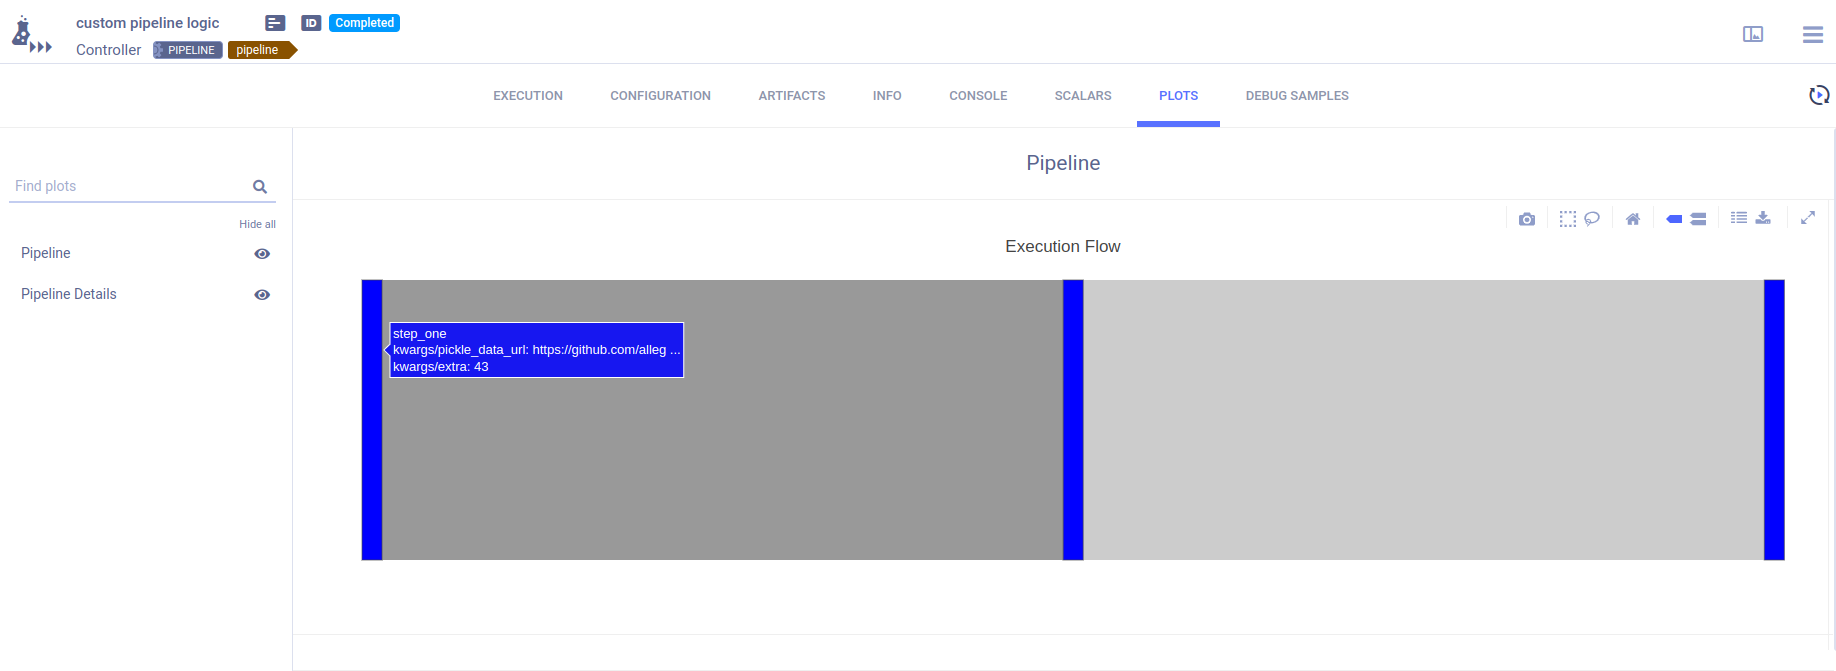 custom pipeline logic ID Completed
Controller PIPELINE pipeline
EXECUTION CONFIGURATION ARTIFACTS INFO CONSOLE SCALARS PLOTS DEBUG SAMPLES
Pipeline
Find plots
Hide all
Pipeline
Pipeline Details
Execution Flow
step_one
kwargs/pickle_data_url: https://github.com/alleg ...
kwargs/extra: 43